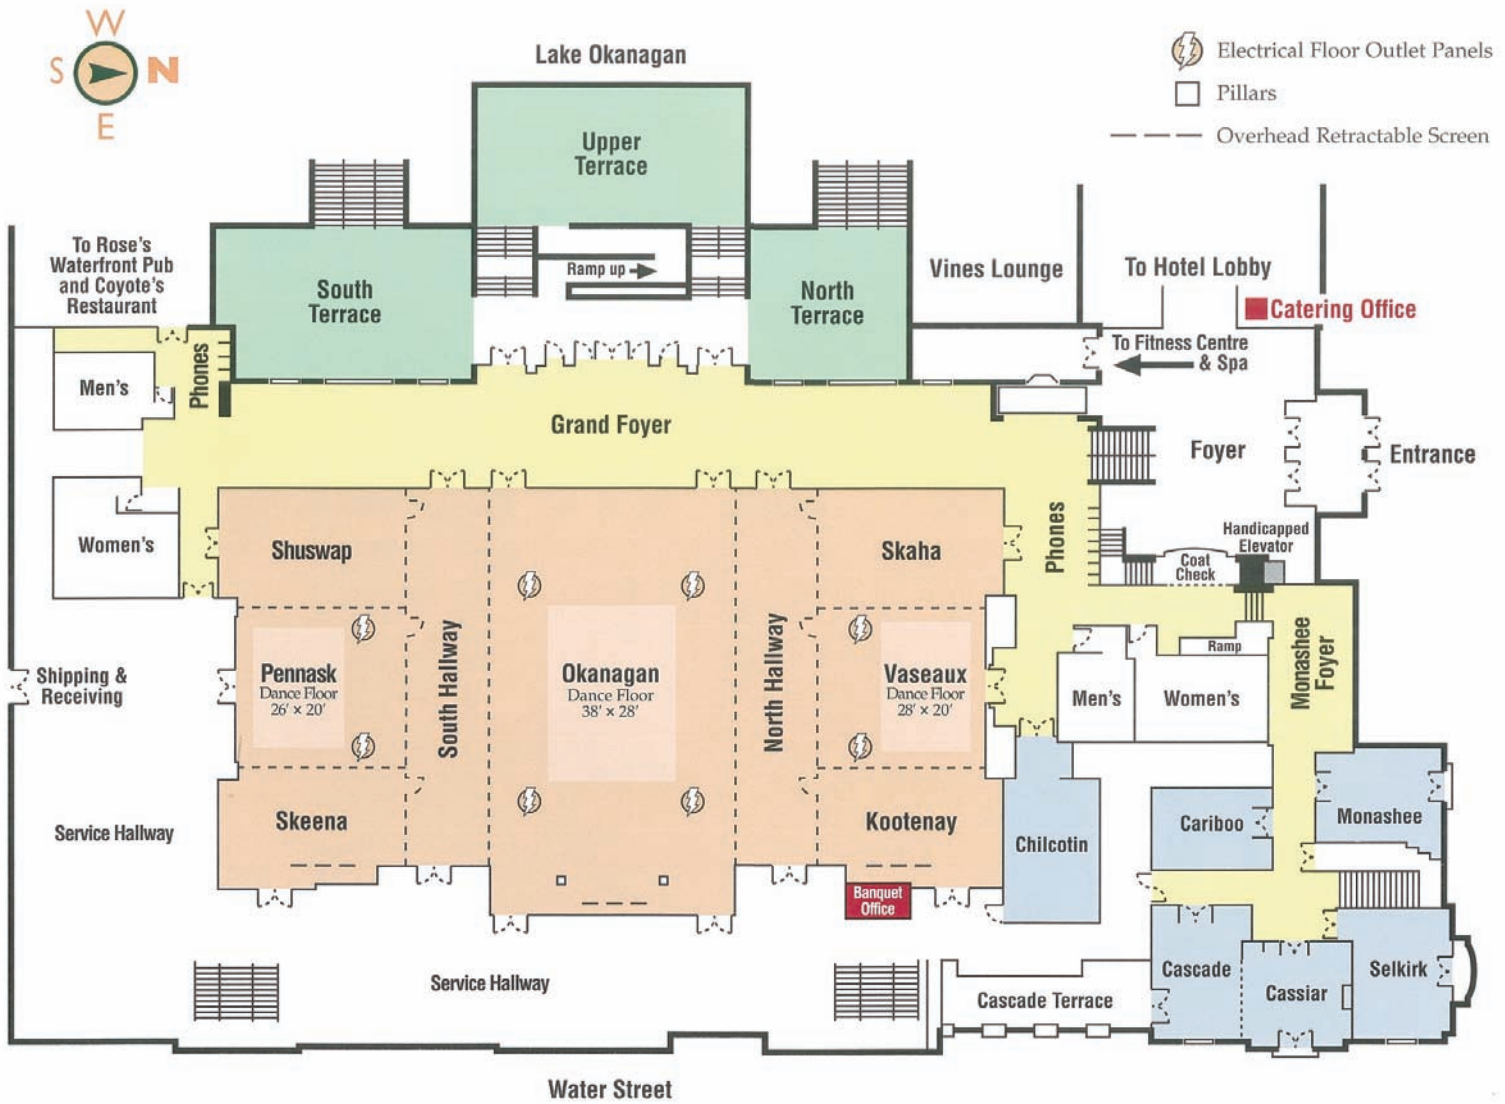 W
S
N
E
Lake Okanagan
Electrical Floor Outlet Panels
Pillars
Overhead Retractable Screen
Upper
Terrace
To Rose's
Waterfront Pub
and Coyote's
Restaurant
South
Terrace
Ramp up
North
Terrace
Vines Lounge
To Hotel Lobby
Catering Office
To Fitness Centre
& Spa
Men's
Phones
Grand Foyer
Foyer
Entrance
Women's
Shuswap
Skaha
Phones
Handicapped
Elevator
Coat
Check
Shipping &
Receiving
Pennask
Dance Floor
26' × 20'
South Hallway
Okanagan
Dance Floor
38' × 28'
North Hallway
Vaseaux
Dance Floor
28' × 20'
Men's
Women's
Ramp
Monashee
Foyer
Service Hallway
Skeena
Kootenay
Chilcotin
Cariboo
Monashee
Banquet
Office
Service Hallway
Cascade Terrace
Cascade
Cassiar
Selkirk
Water Street